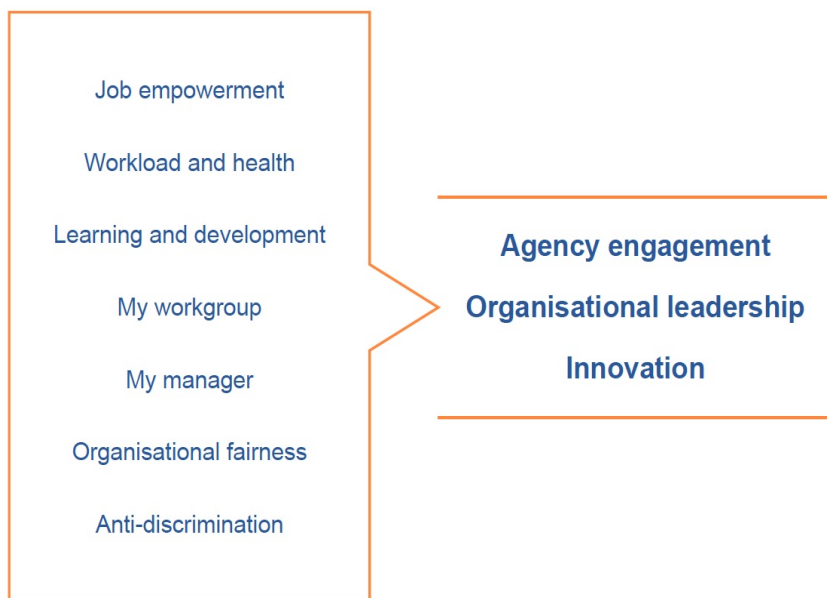 Job empowerment
Workload and health
Learning and development
My workgroup
My manager
Organisational fairness
Anti-discrimination
Agency engagement
Organisational leadership
Innovation